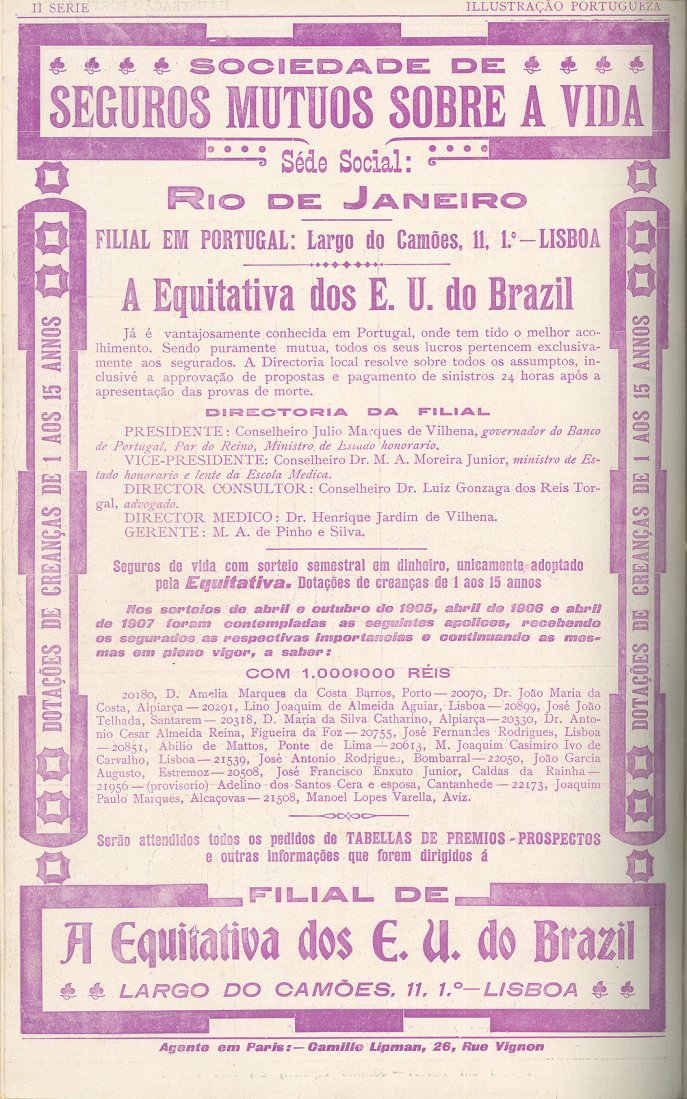 II SERIE
ILLUSTRAÇÃO PORTUGUEZA
SOCIEDADE DE
SEGUROS MUTUOS SOBRE A VIDA
Séde Social:
RIO DE JANEIRO
FILIAL EM PORTUGAL: Largo do Camões, 11, 1.º—LISBOA
A Equitativa dos E. U. do Brazil
Já é vantajosamente conhecida em Portugal, onde tem tido o melhor aco-
lhimento. Sendo puramente mutua, todos os seus lucros pertencem exclusiva-
mente aos segurados. A Directoria local resolve sobre todos os assumptos, in-
clusivé a approvação de propostas e pagamento de sinistros 24 horas após a
apresentação das provas de morte.
DIRECTORIA DA FILIAL
PRESIDENTE: Conselheiro Julio Marques de Vilhena, governador do Banco
de Portugal, Par do Reino, Ministro de Estado honorario.
VICE-PRESIDENTE: Conselheiro Dr. M. A. Moreira Junior, ministro de Es-
tado honorario e lente da Escola Medica.
DIRECTOR CONSULTOR: Conselheiro Dr. Luiz Gonzaga dos Reis Tor-
gal, advogado.
DIRECTOR MEDICO: Dr. Henrique Jardim de Vilhena.
GERENTE: M. A. de Pinho e Silva.
Seguros de vida com sorteio semestral em dinheiro, unicamente adoptado
pela Equitativa. Dotações de creanças de 1 aos 15 annos
Nos sorteios de abril e outubro de 1905, abril de 1906 e abril
de 1907 foram contempladas as seguintes apolices, recebendo
os segurados as respectivas importancias e continuando as mes-
mas em pleno vigor, a saber:
COM 1.000$000 RÉIS
20180, D. Amelia Marques da Costa Barros, Porto—20070, Dr. João Maria da
Costa, Alpiarça—20291, Lino Joaquim de Almeida Aguiar, Lisboa—20899, José João
Telhada, Santarem—20318, D. Maria da Silva Catharino, Alpiarça—20330, Dr. Anto-
nio Cesar Almeida Reina, Figueira da Foz—20755, José Fernandes Rodrigues, Lisboa
—20851, Abilio de Mattos, Ponte de Lima—20613, M. Joaquim Casimiro Ivo de
Carvalho, Lisboa—21539, José Antonio Rodrigues, Bombarral—22050, João Garcia
Augusto, Estremoz—20508, José Francisco Enxuto Junior, Caldas da Rainha—
21956—(provisorio) Adelino dos Santos Cera e esposa, Cantanhede—22173, Joaquim
Paulo Marques, Alcaçovas—21508, Manoel Lopes Varella, Aviz.
Serão attendidos todos os pedidos de TABELLAS DE PREMIOS-PROSPECTOS
e outras informações que forem dirigidos á
DOTAÇÕES DE CREANÇAS DE 1 AOS 15 ANNOS
DOTAÇÕES DE CREANÇAS DE 1 AOS 15 ANNOS
FILIAL DE
A Equitativa dos E. U. do Brazil
LARGO DO CAMÕES, 11, 1.º—LISBOA
Agente em Paris:—Camille Lipman, 26, Rue Vignon